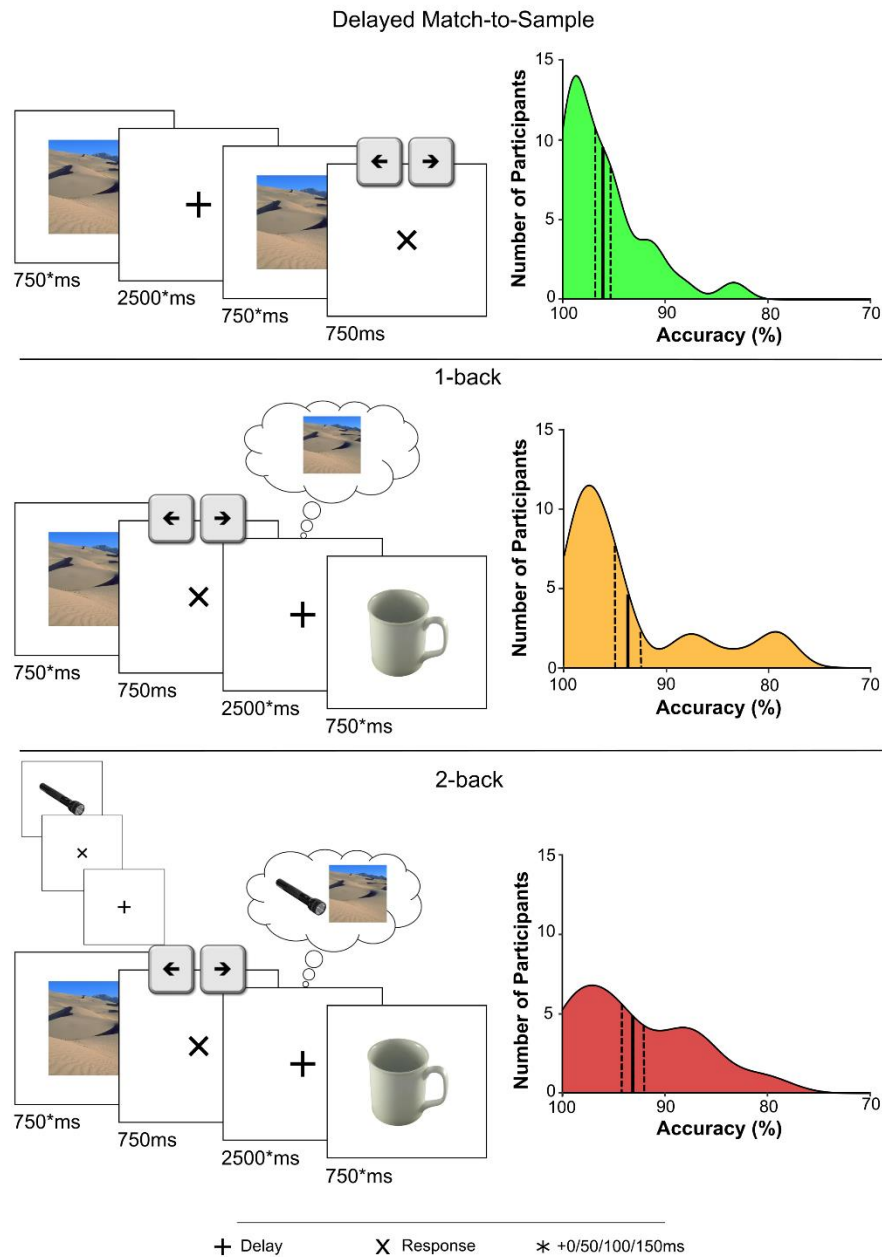 Delayed Match-to-Sample
← →
+
×
750*ms
2500*ms
750*ms
750ms
Number of Participants
15
10
5
0
100 90 80 70
Accuracy (%)
1-back
← →
×
+
750*ms
750ms
2500*ms
750*ms
Number of Participants
15
10
5
0
100 90 80 70
Accuracy (%)
2-back
×
+
← →
×
+
750*ms
750ms
2500*ms
750*ms
Number of Participants
15
10
5
0
100 90 80 70
Accuracy (%)
+ Delay × Response * +0/50/100/150ms